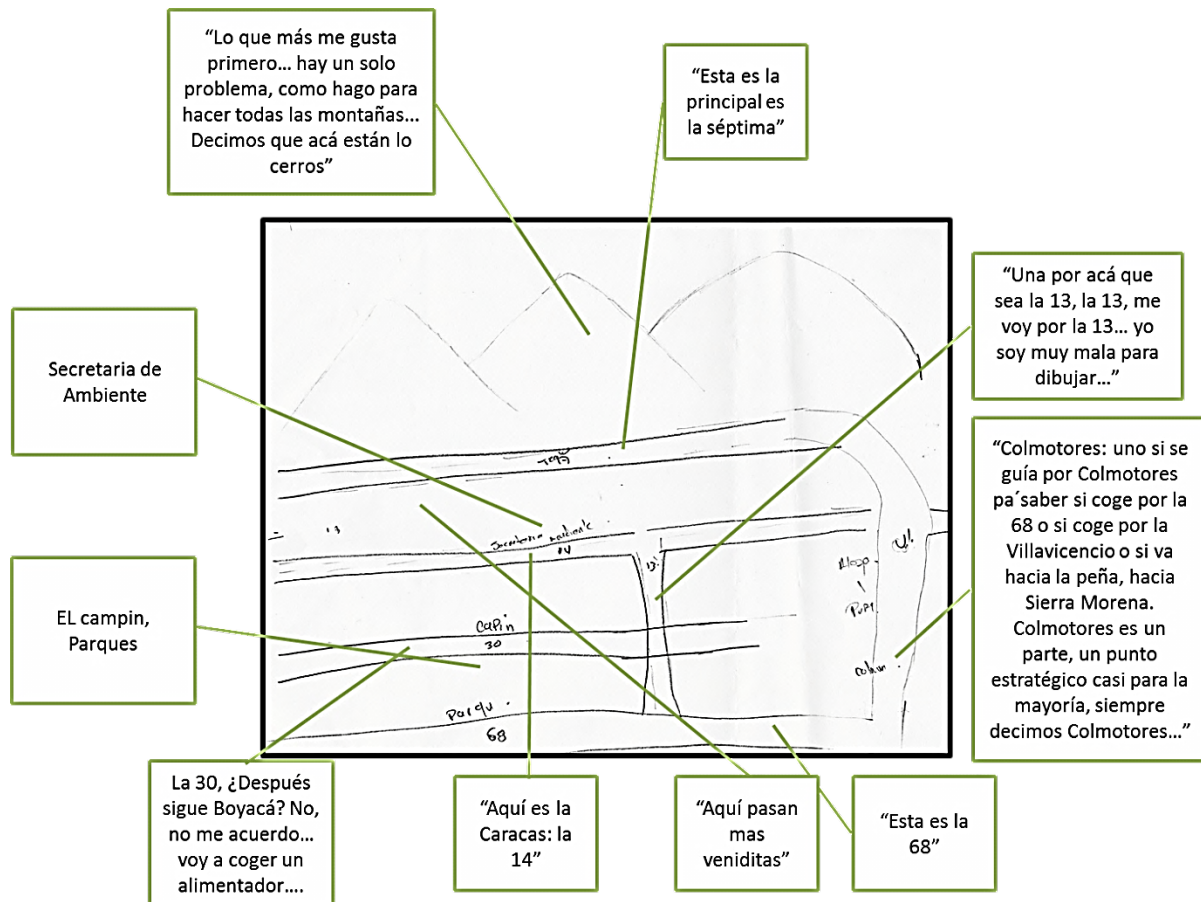 “Lo que más me gusta
primero… hay un solo
problema, como hago para
hacer todas las montañas…
Decimos que acá están lo
cerros”
“Esta es la
principal es
la séptima”
“Una por acá que
sea la 13, la 13, me
voy por la 13… yo
soy muy mala para
dibujar…”
Secretaria de
Ambiente
“Colmotores: uno si se
guía por Colmotores
pa´saber si coge por la
68 o si coge por la
Villavicencio o si va
hacia la peña, hacia
Sierra Morena.
Colmotores es un
parte, un punto
estratégico casi para la
mayoría, siempre
decimos Colmotores…”
EL campin,
Parques
13
14
Capin
30
Parqu
68
La 30, ¿Después
sigue Boyacá? No,
no me acuerdo…
voy a coger un
alimentador….
“Aquí es la
Caracas: la
14”
“Aquí pasan
mas
veniditas”
“Esta es la
68”